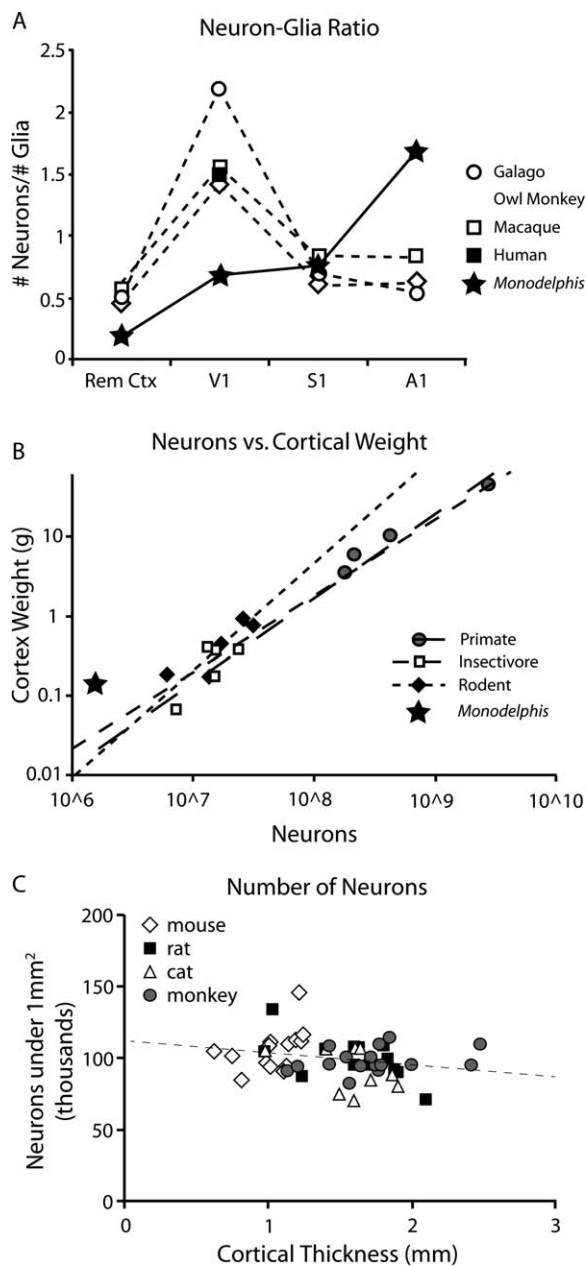 A
Neuron-Glia Ratio
# Neurons/# Glia
2.5
2
1.5
1
0.5
0
Rem Ctx V1 S1 A1
Galago
Owl Monkey
Macaque
Human
Monodelphis
B
Neurons vs. Cortical Weight
Cortex Weight (g)
10
1
0.1
0.01
10^6 10^7 10^8 10^9 10^10
Neurons
Primate
Insectivore
Rodent
Monodelphis
C
Number of Neurons
Neurons under 1mm²
(thousands)
200
150
100
50
0
0 1 2 3
Cortical Thickness (mm)
mouse
rat
cat
monkey